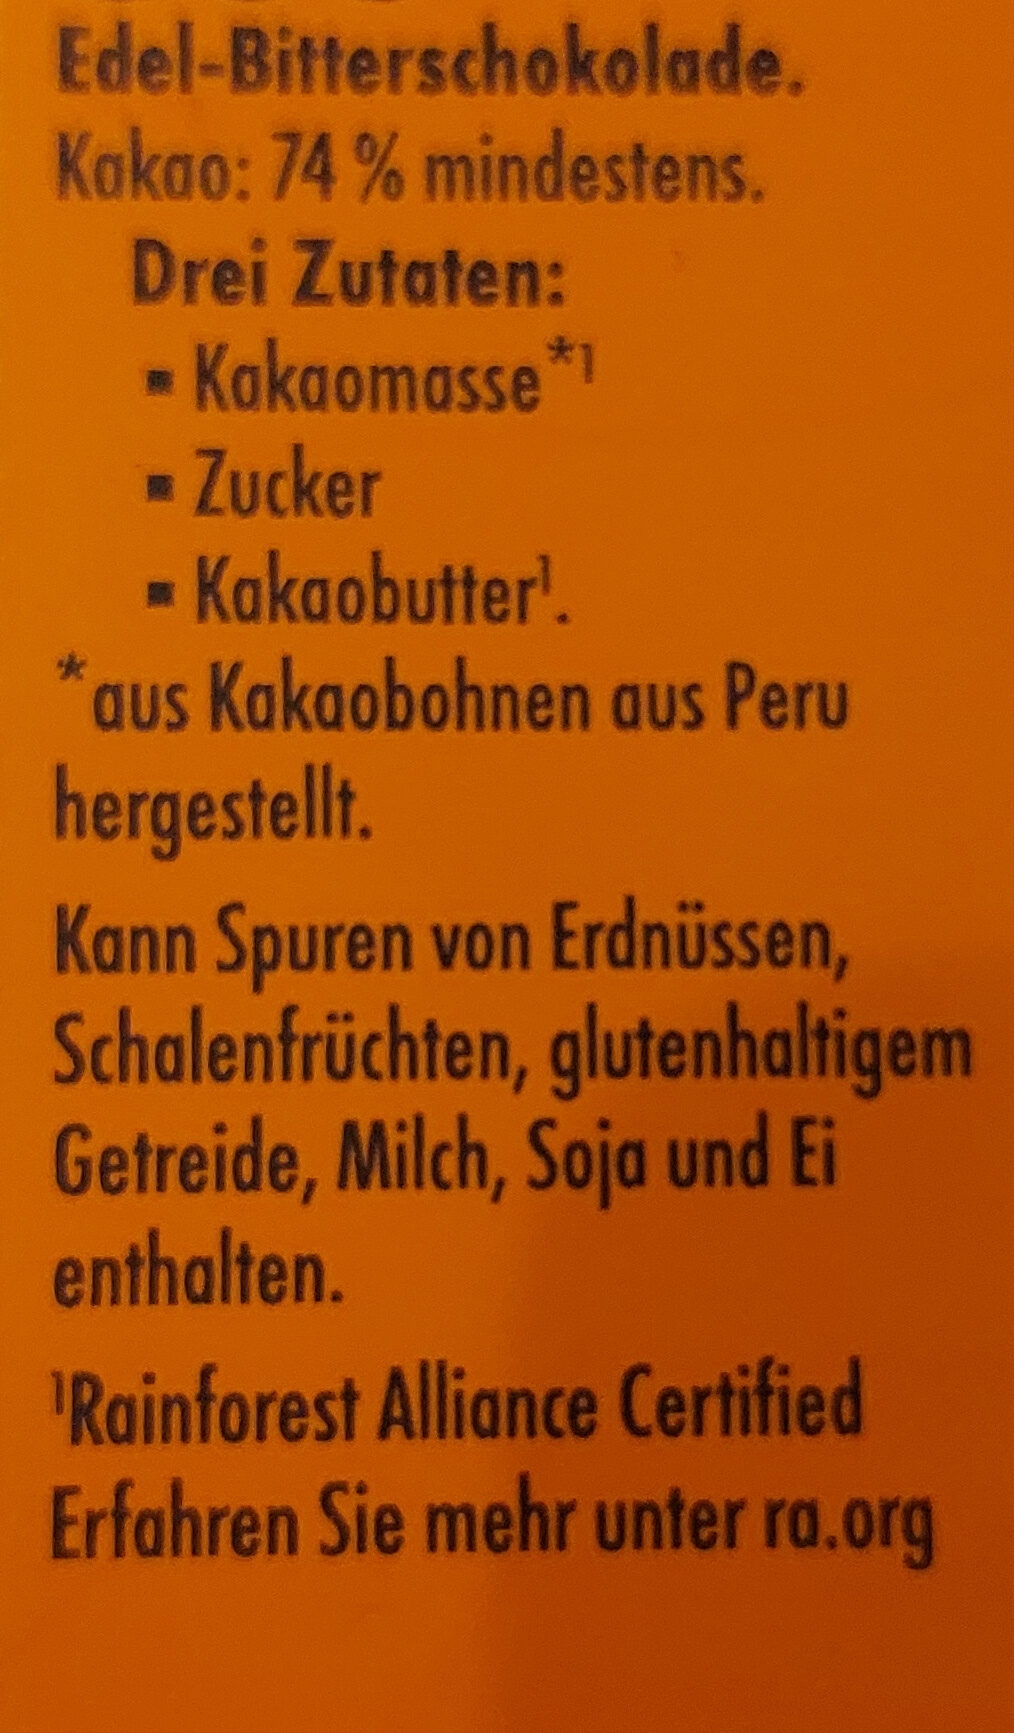 Edel-Bitterschokolade.
Kakao: 74 % mindestens.
Drei Zutaten:
▪ Kakaomasse*¹
▪ Zucker
▪ Kakaobutter¹.
*aus Kakaobohnen aus Peru
hergestellt.
Kann Spuren von Erdnüssen,
Schalenfrüchten, glutenhaltigem
Getreide, Milch, Soja und Ei
enthalten.
¹Rainforest Alliance Certified
Erfahren Sie mehr unter ra.org